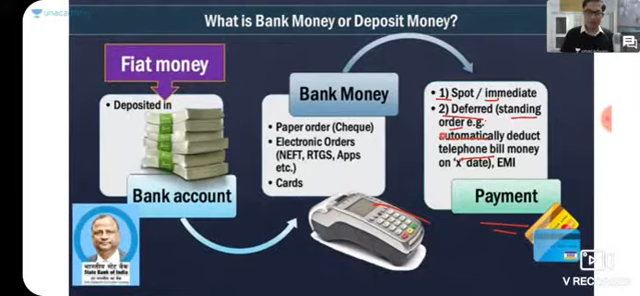 unacademy
What is Bank Money or Deposit Money?
Fiat money
• Deposited in
Bank account
भारतीय स्टेट बैंक
State Bank of India
Bank Money
• Paper order (Cheque)
• Electronic Orders
(NEFT, RTGS, Apps
etc.)
• Cards
• 1) Spot / immediate
• 2) Deferred (standing
order e.g.
automatically deduct
telephone bill money
on ‘x’ date), EMI
Payment
V RECORDER